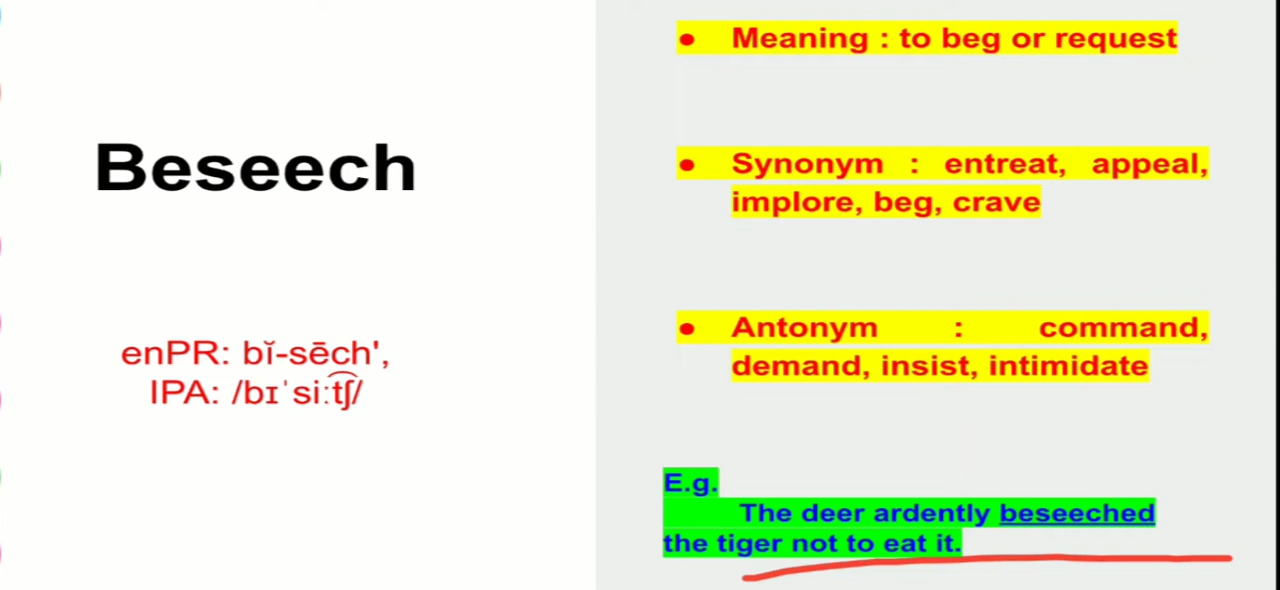 Beseech
enPR: bĭ-sēch',
IPA: /bɪˈsiːt͡ʃ/
● Meaning : to beg or request
● Synonym : entreat, appeal,
implore, beg, crave
● Antonym : command,
demand, insist, intimidate
E.g.
The deer ardently beseeched
the tiger not to eat it.